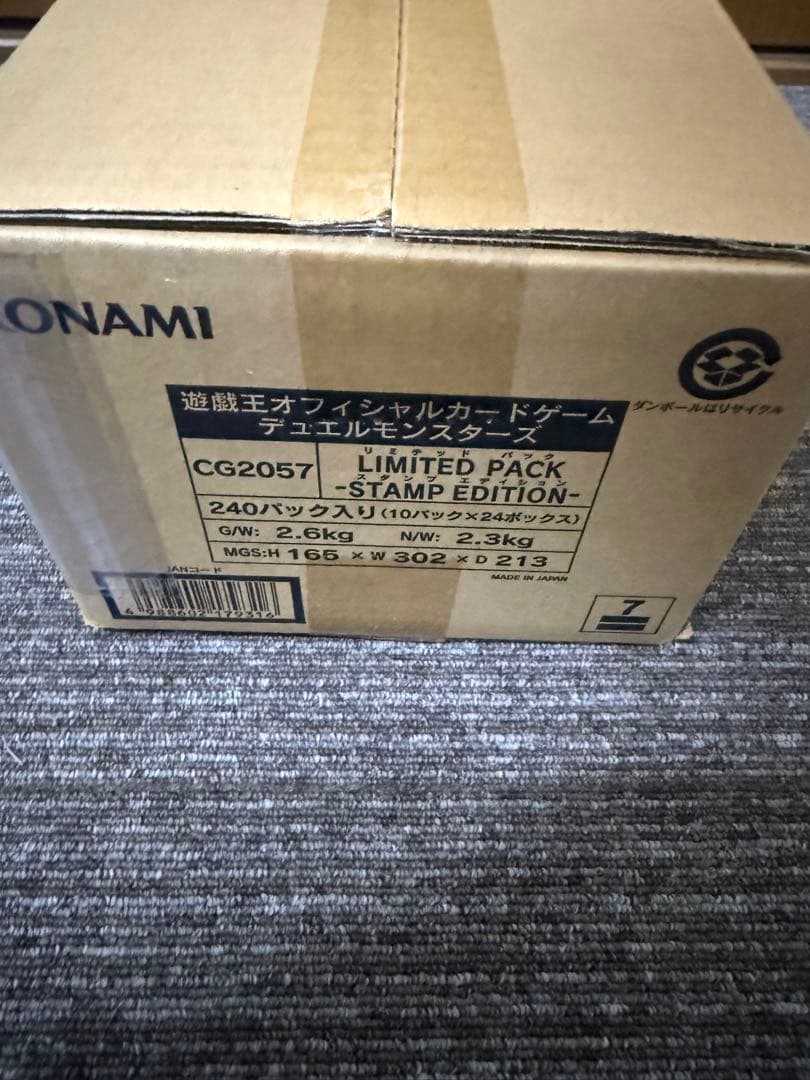 KONAMI
ダンボールはリサイクル
遊戯王オフィシャルカードゲーム
デュエルモンスターズ
CG2057
リミテッド パック
LIMITED PACK
スタンプ エディション
-STAMP EDITION-
240パック入り(10パック×24ボックス)
G/W: 2.6kg N/W: 2.3kg
MGS:H 165 × W 302 × D 213
JANコード
MADE IN JAPAN
4 988602 179316
7